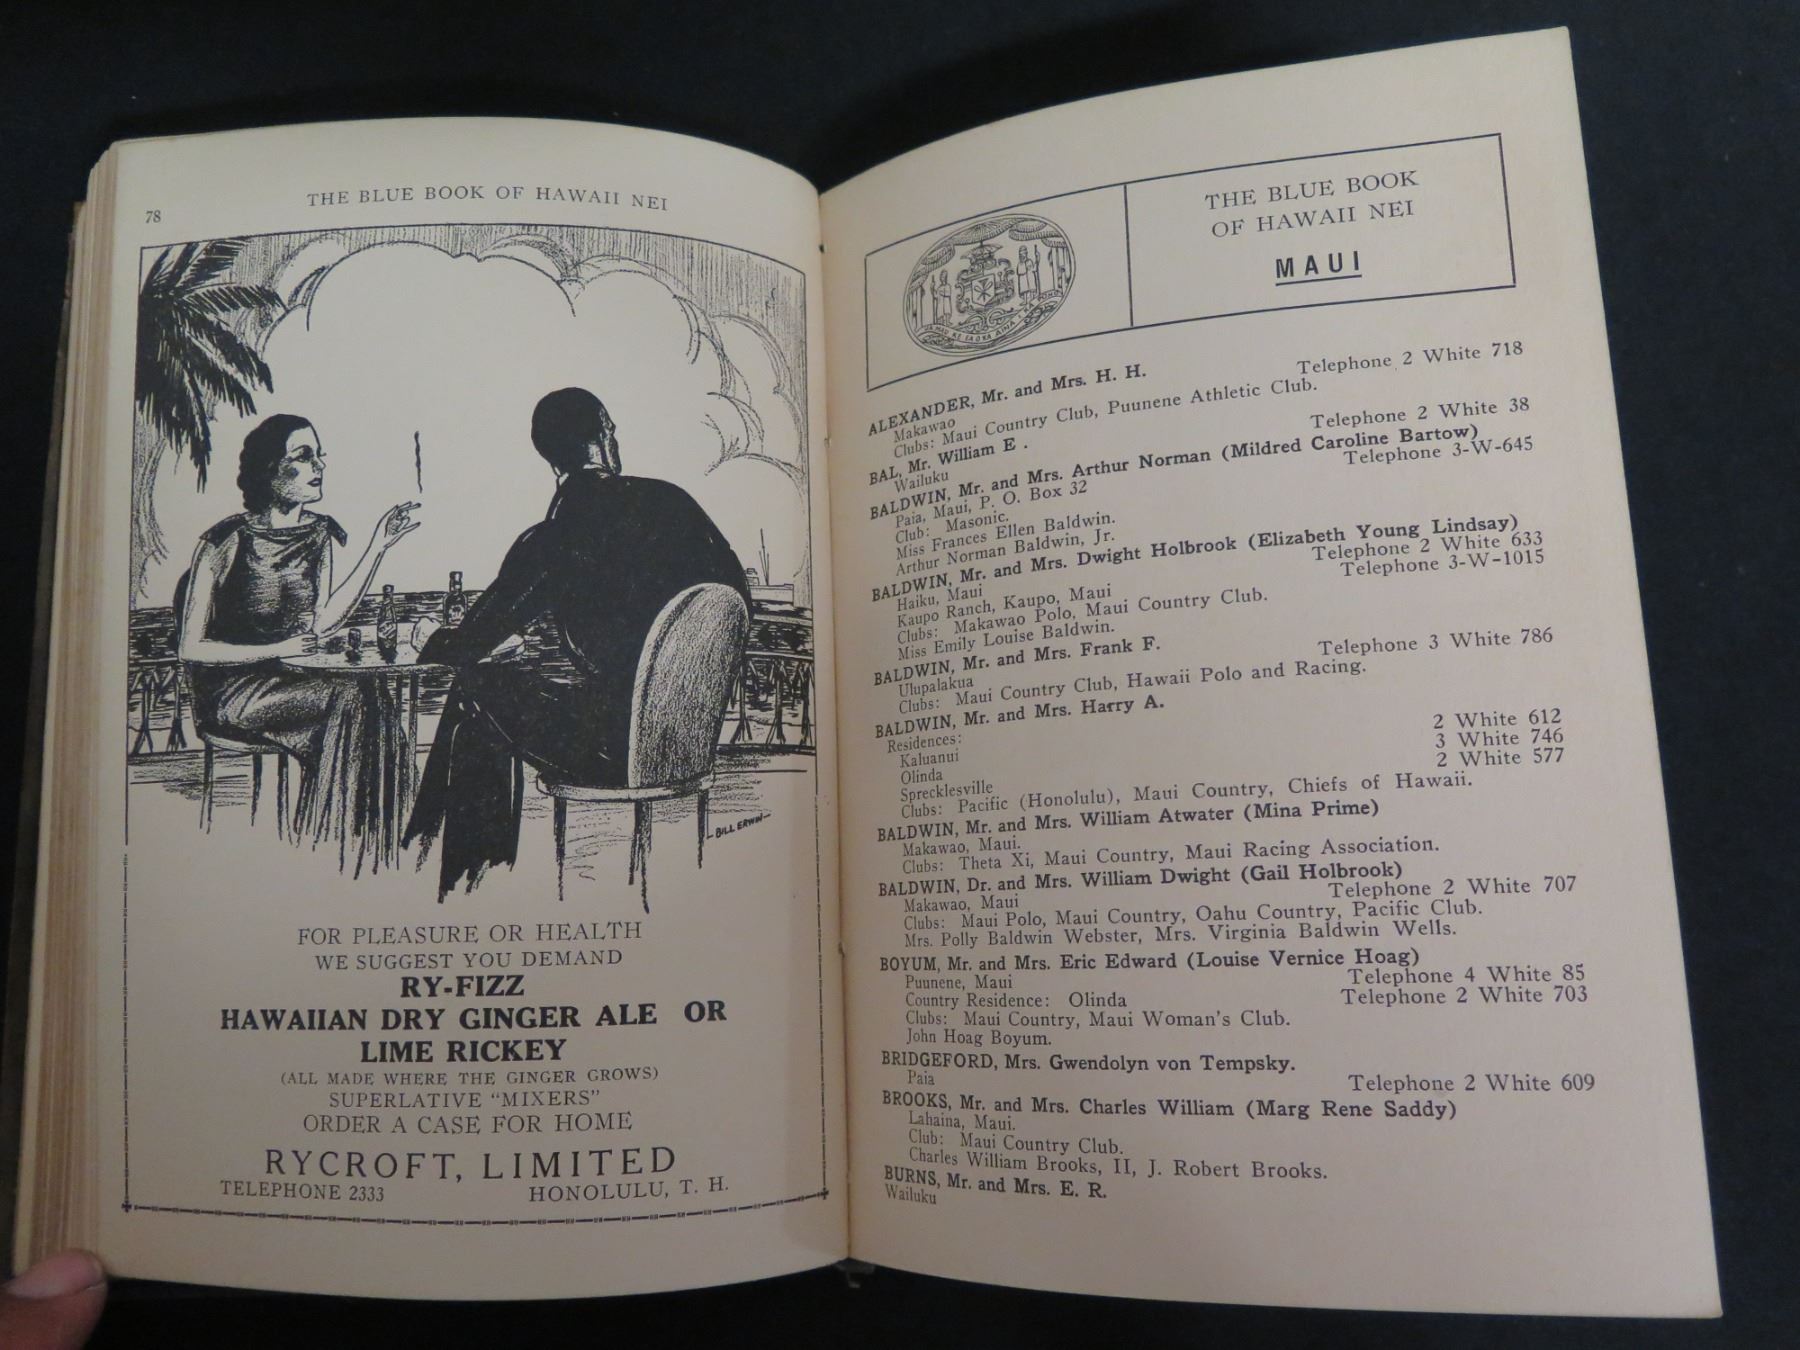 78
THE BLUE BOOK OF HAWAII NEI
BILL ERWIN
FOR PLEASURE OR HEALTH
WE SUGGEST YOU DEMAND
RY-FIZZ
HAWAIIAN DRY GINGER ALE OR
LIME RICKEY
(ALL MADE WHERE THE GINGER GROWS)
SUPERLATIVE "MIXERS"
ORDER A CASE FOR HOME
RYCROFT, LIMITED
TELEPHONE 2333 HONOLULU, T. H.
THE BLUE BOOK
OF HAWAII NEI
MAUI
ALEXANDER, Mr. and Mrs. H. H.
Makawao Telephone 2 White 718
Clubs: Maui Country Club, Puunene Athletic Club.
BAL, Mr. William E .
Wailuku Telephone 2 White 38
BALDWIN, Mr. and Mrs. Arthur Norman (Mildred Caroline Bartow)
Paia, Maui, P. O. Box 32 Telephone 3-W-645
Club: Masonic.
Miss Frances Ellen Baldwin.
Arthur Norman Baldwin, Jr.
BALDWIN, Mr. and Mrs. Dwight Holbrook (Elizabeth Young Lindsay)
Haiku, Maui Telephone 2 White 633
Kaupo Ranch, Kaupo, Maui Telephone 3-W-1015
Clubs: Makawao Polo, Maui Country Club.
Miss Emily Louise Baldwin.
BALDWIN, Mr. and Mrs. Frank F.
Ulupalakua Telephone 3 White 786
Clubs: Maui Country Club, Hawaii Polo and Racing.
BALDWIN, Mr. and Mrs. Harry A.
Residences:
Kaluanui 2 White 612
Olinda 3 White 746
Sprecklesville 2 White 577
Clubs: Pacific (Honolulu), Maui Country, Chiefs of Hawaii.
BALDWIN, Mr. and Mrs. William Atwater (Mina Prime)
Makawao, Maui.
Clubs: Theta Xi, Maui Country, Maui Racing Association.
BALDWIN, Dr. and Mrs. William Dwight (Gail Holbrook)
Makawao, Maui Telephone 2 White 707
Clubs: Maui Polo, Maui Country, Oahu Country, Pacific Club.
Mrs. Polly Baldwin Webster, Mrs. Virginia Baldwin Wells.
BOYUM, Mr. and Mrs. Eric Edward (Louise Vernice Hoag)
Puunene, Maui Telephone 4 White 85
Country Residence: Olinda Telephone 2 White 703
Clubs: Maui Country, Maui Woman's Club.
John Hoag Boyum.
BRIDGEFORD, Mrs. Gwendolyn von Tempsky.
Paia Telephone 2 White 609
BROOKS, Mr. and Mrs. Charles William (Marg Rene Saddy)
Lahaina, Maui.
Club: Maui Country Club.
Charles William Brooks, II, J. Robert Brooks.
BURNS, Mr. and Mrs. E. R.
Wailuku